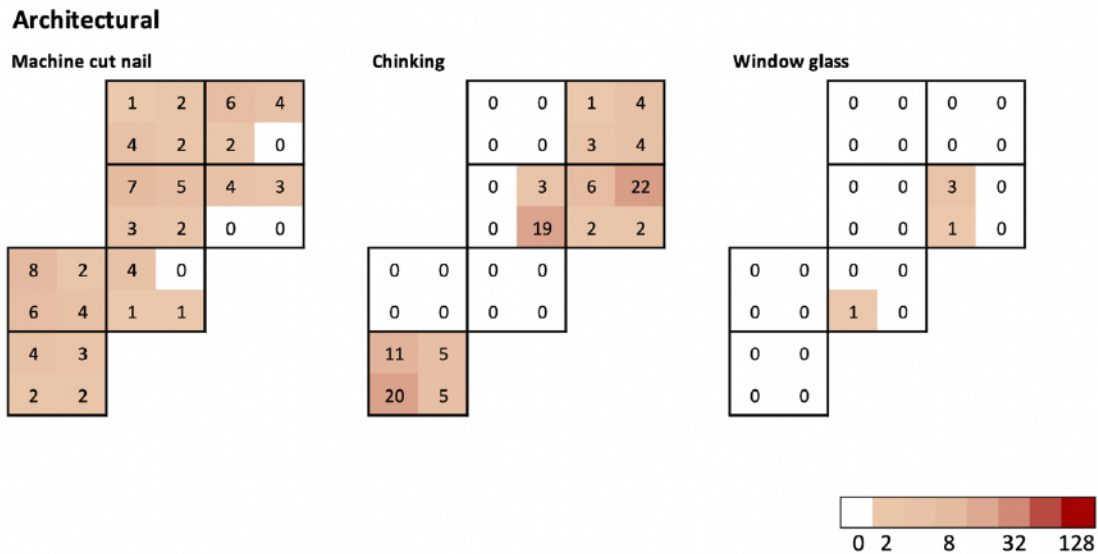 Architectural
Machine cut nail Chinking Window glass
1 2 6 4 0 0 1 4 0 0 0 0
4 2 2 0 0 0 3 4 0 0 0 0
7 5 4 3 0 3 6 22 0 0 3 0
3 2 0 0 0 19 2 2 0 0 1 0
8 2 4 0 0 0 0 0 0 0 0 0
6 4 1 1 0 0 0 0 0 0 1 0
4 3 11 5 0 0
2 2 20 5 0 0
0 2 8 32 128